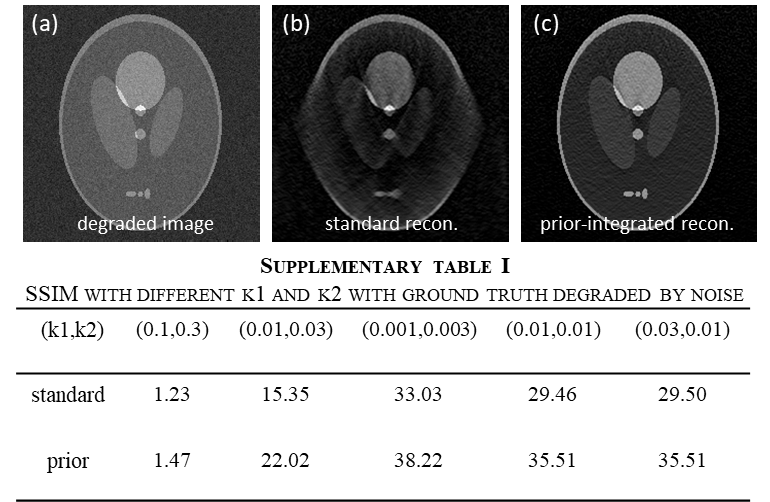 (a) (b) (c)
degraded image standard recon. prior-integrated recon.
SUPPLEMENTARY TABLE I
SSIM WITH DIFFERENT K1 AND K2 WITH GROUND TRUTH DEGRADED BY NOISE
(k1,k2) (0.1,0.3) (0.01,0.03) (0.001,0.003) (0.01,0.01) (0.03,0.01)
standard 1.23 15.35 33.03 29.46 29.50
prior 1.47 22.02 38.22 35.51 35.51